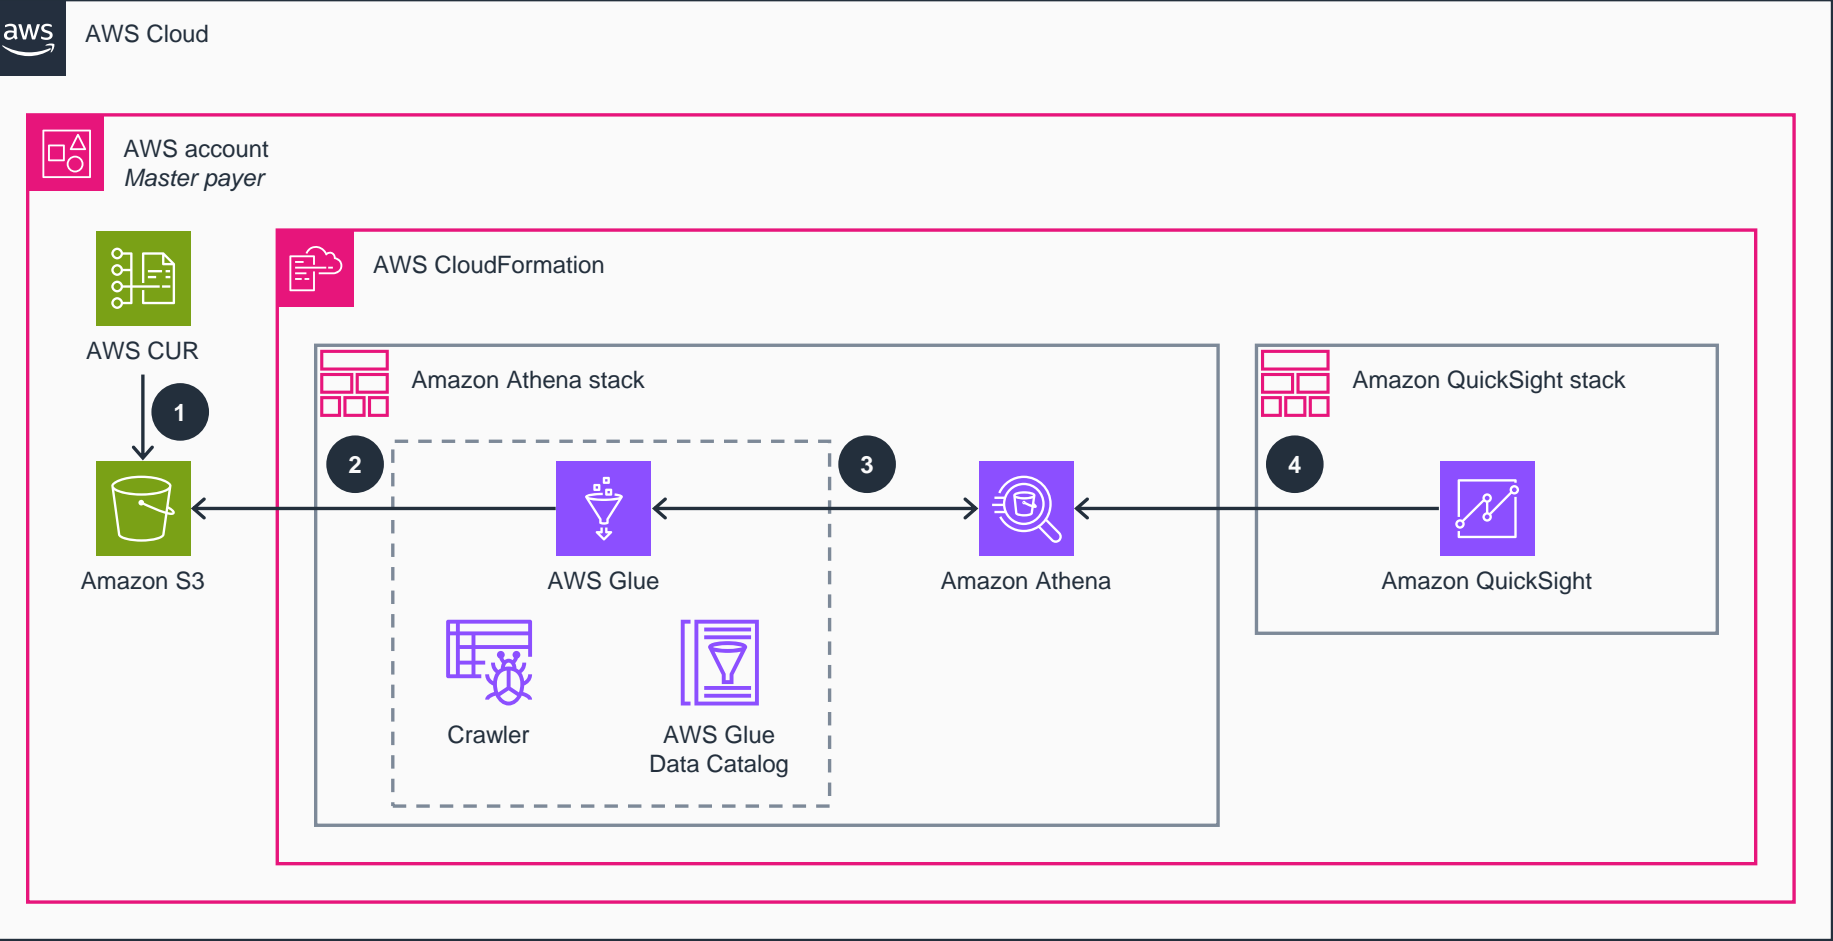 aws
AWS Cloud
AWS account
Master payer
AWS CUR
1
Amazon S3
AWS CloudFormation
Amazon Athena stack
2
AWS Glue
Crawler
AWS Glue
Data Catalog
3
Amazon Athena
Amazon QuickSight stack
4
Amazon QuickSight